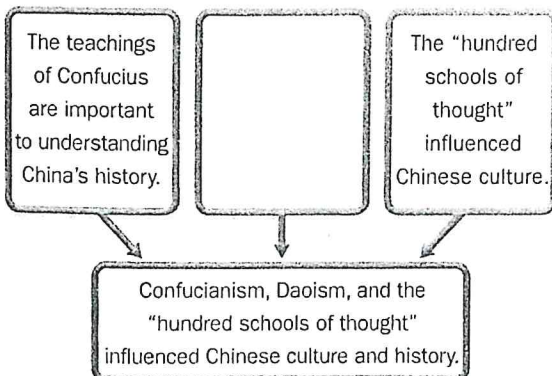 The teachings
of Confucius
are important
to understanding
China's history.
The “hundred
schools of
thought”
influenced
Chinese culture.
Confucianism, Daoism, and the
“hundred schools of thought”
influenced Chinese culture and history.